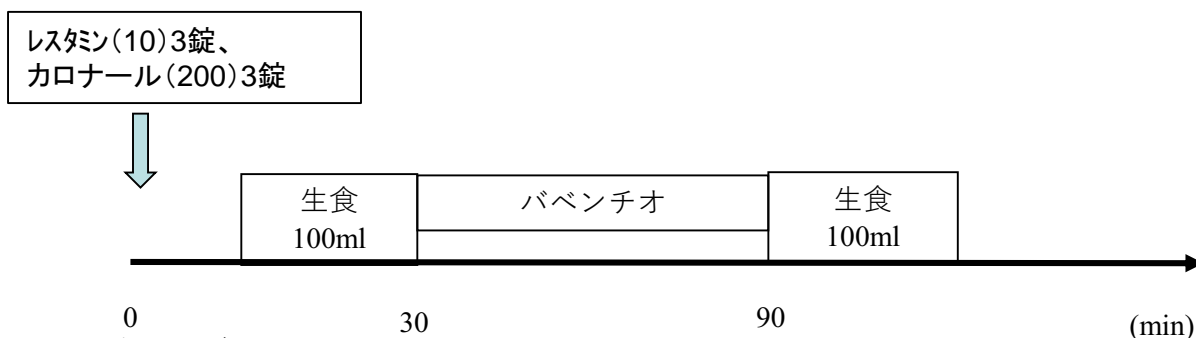 レスタミン(10)3錠、
カロナール(200)3錠
生食
100ml
バベンチオ
生食
100ml
0
30
90
(min)